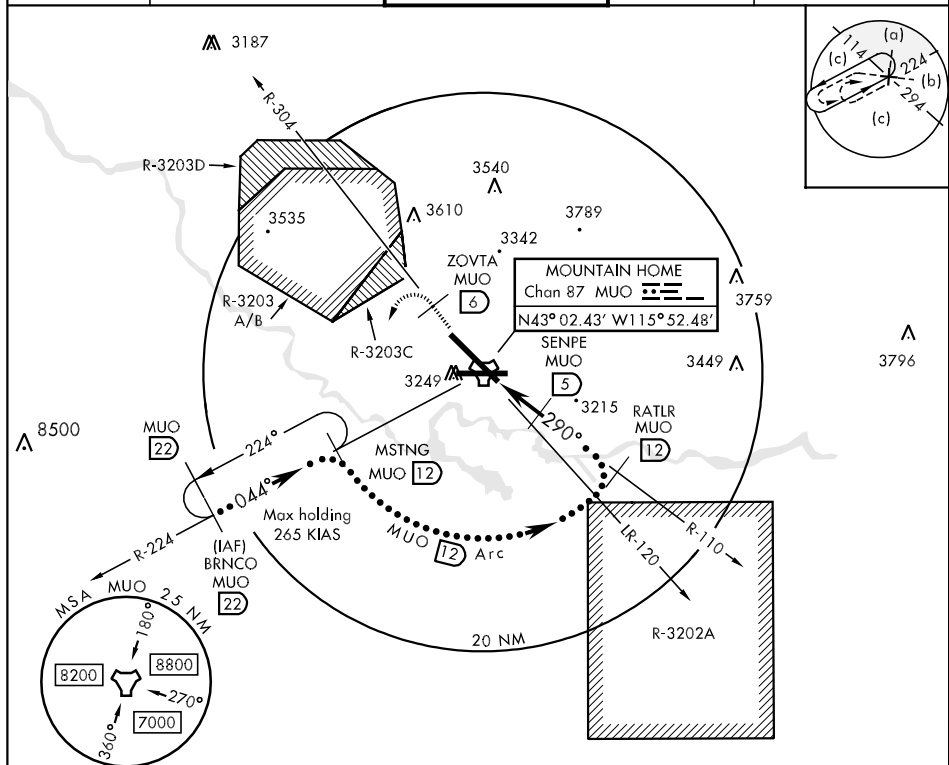 3187
(a)
114
(c)
224
(b)
294
(c)
R-304
R-3203D
3540
3535
3610
3789
3342
ZOVTA
MUO
6
MOUNTAIN HOME
Chan 87 MUO
N43° 02.43' W115° 52.48'
3759
R-3203
A/B
R-3203C
SENPE
MUO
5
3249
3449
3796
3215
290°
RATLR
MUO
12
8500
MUO
22
224°
MSTNG
MUO 12
044°
Max holding
265 KIAS
MUO 12 Arc
R-110
LR-120
R-224
(IAF)
BRNCO
MUO
22
R-3202A
20 NM
MSA MUO 25 NM
180°
8200
8800
270°
7000
360°